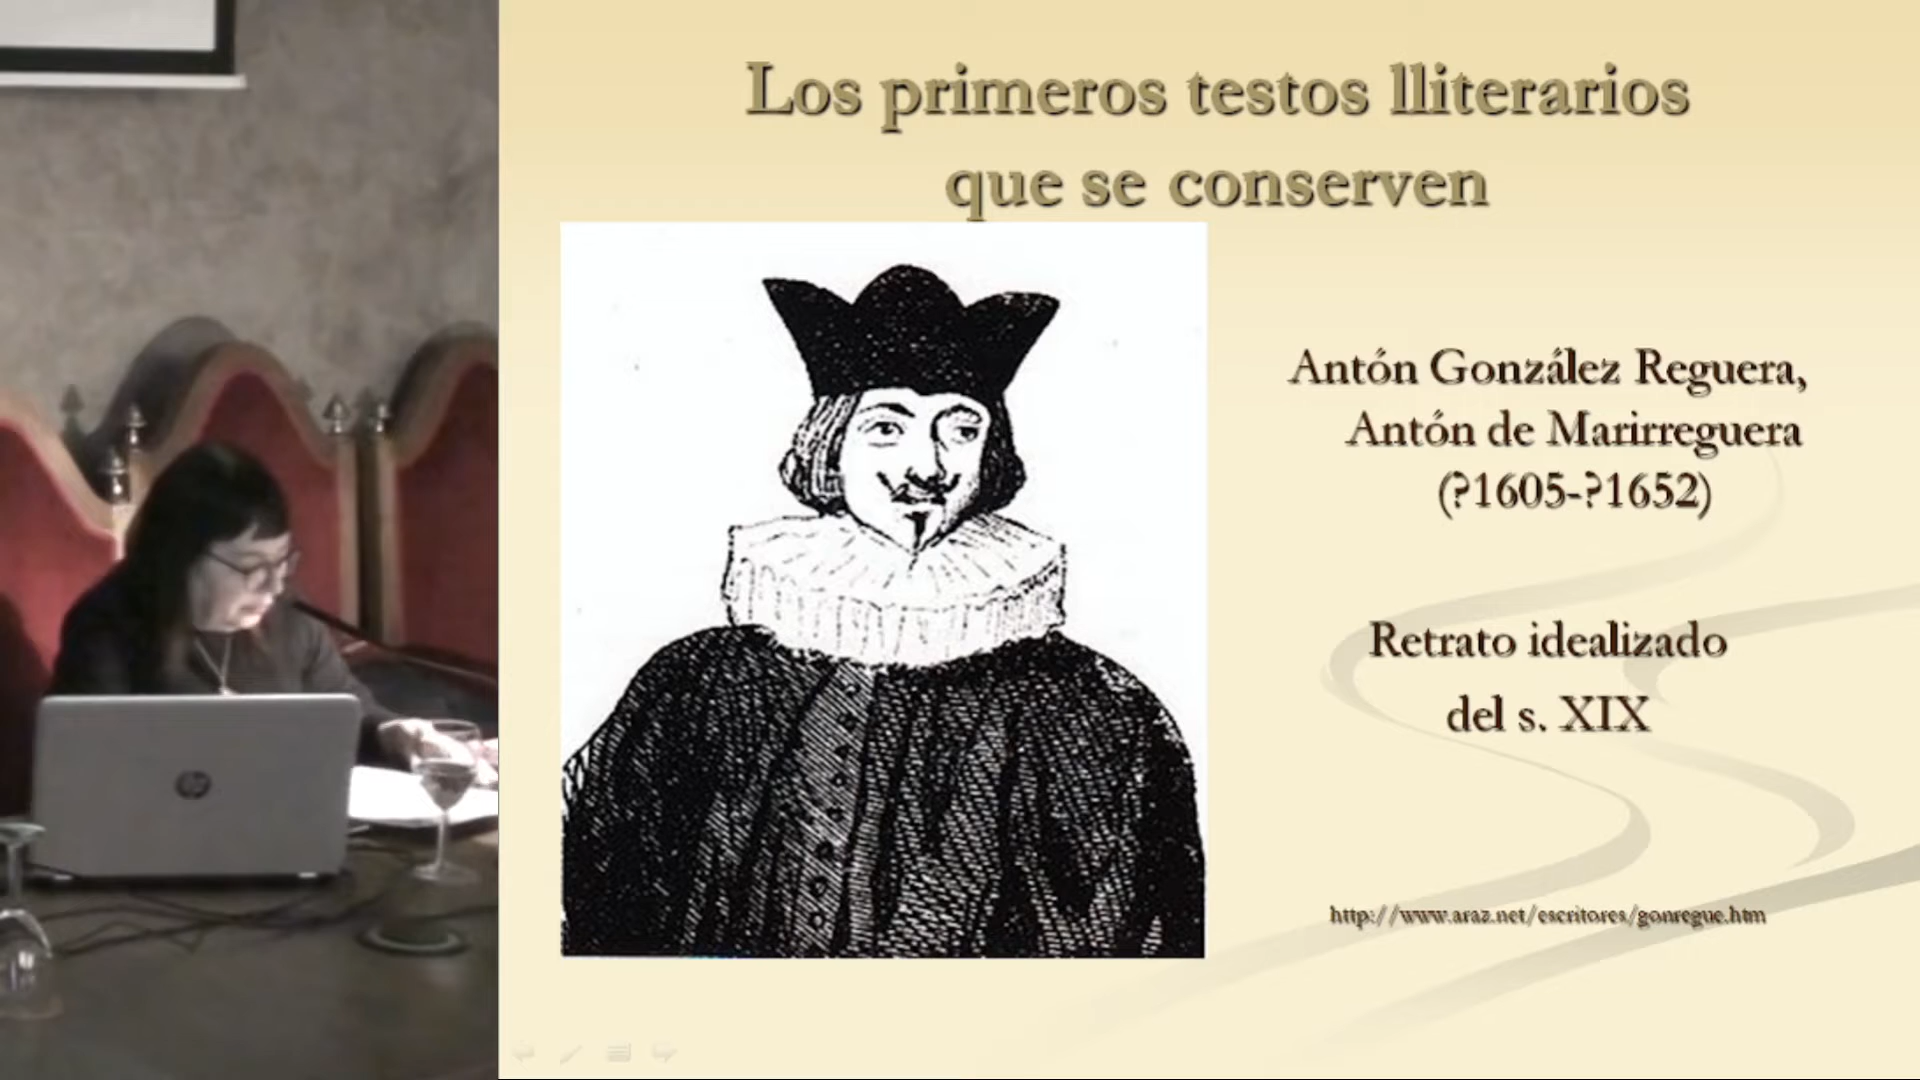 Los primeros testos lliterarios
que se conserven
Antón González Reguera,
Antón de Marirreguera
(?1605-?1652)
Retrato idealizado
del s. XIX
http://www.araz.net/escritores/gonregue.htm
hp